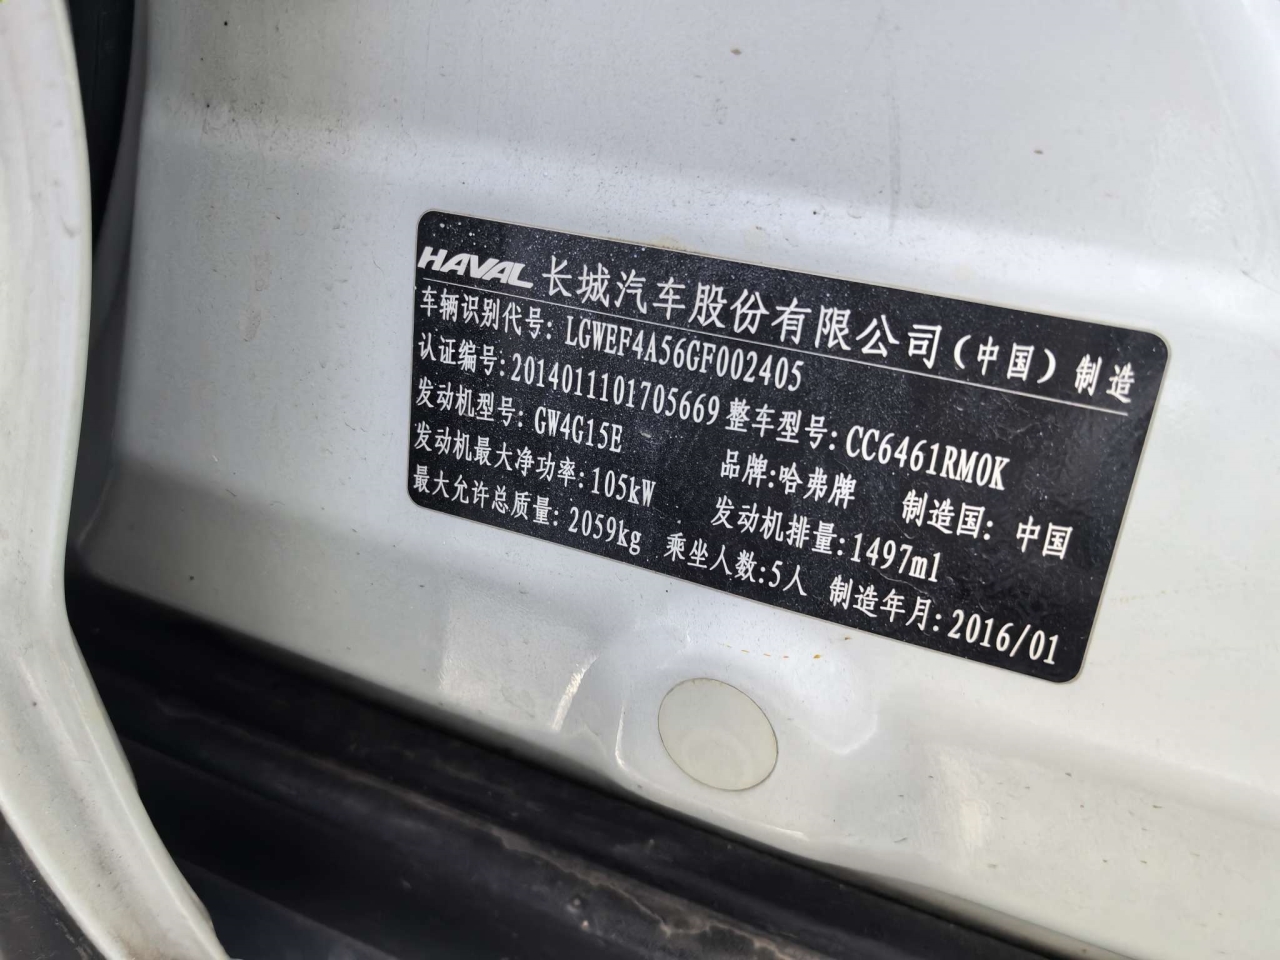 HAVAL 长城汽车股份有限公司(中国)制造
车辆识别代号: LGWEF4A56GF002405
认证编号:2014011101705669 整车型号: CC6461RM0K
发动机型号: GW4G15E 品牌:哈弗牌 制造国: 中国
发动机最大净功率:105kW 发动机排量:1497ml
最大允许总质量: 2059kg 乘坐人数:5人 制造年月:2016/01